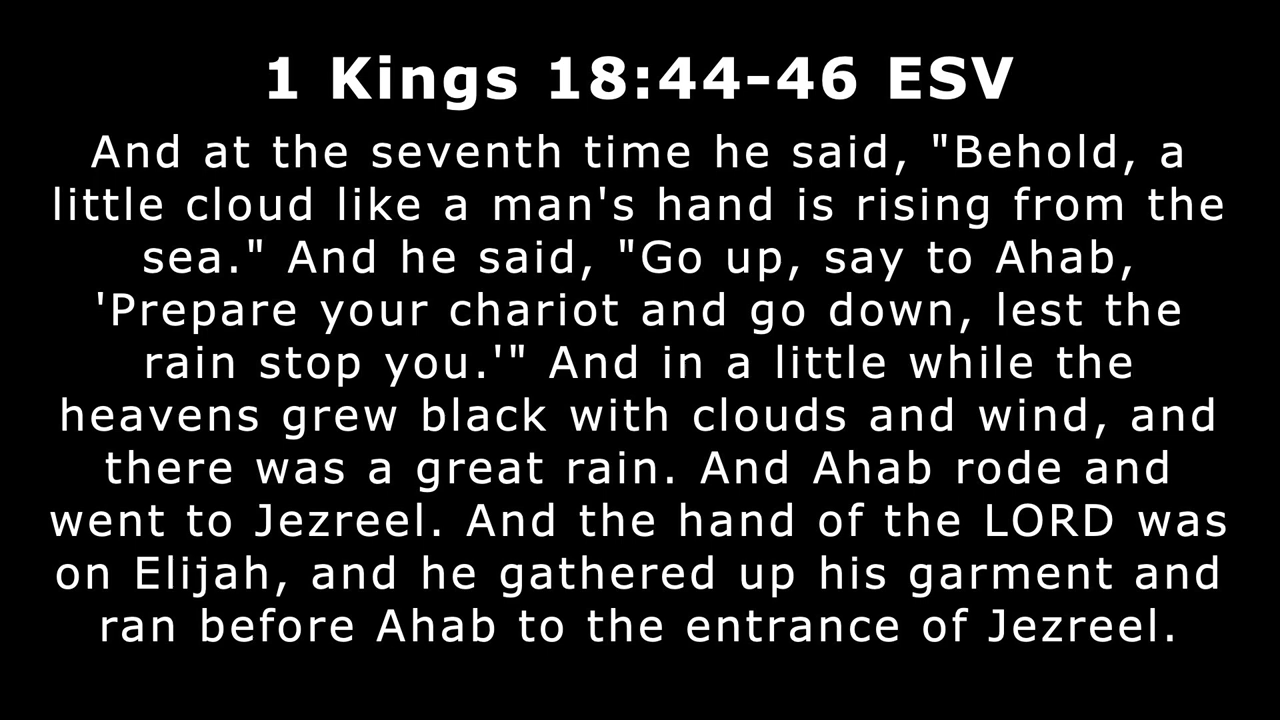 1 Kings 18:44-46 ESV
And at the seventh time he said, "Behold, a
little cloud like a man's hand is rising from the
sea." And he said, "Go up, say to Ahab,
'Prepare your chariot and go down, lest the
rain stop you.'" And in a little while the
heavens grew black with clouds and wind, and
there was a great rain. And Ahab rode and
went to Jezreel. And the hand of the LORD was
on Elijah, and he gathered up his garment and
ran before Ahab to the entrance of Jezreel.